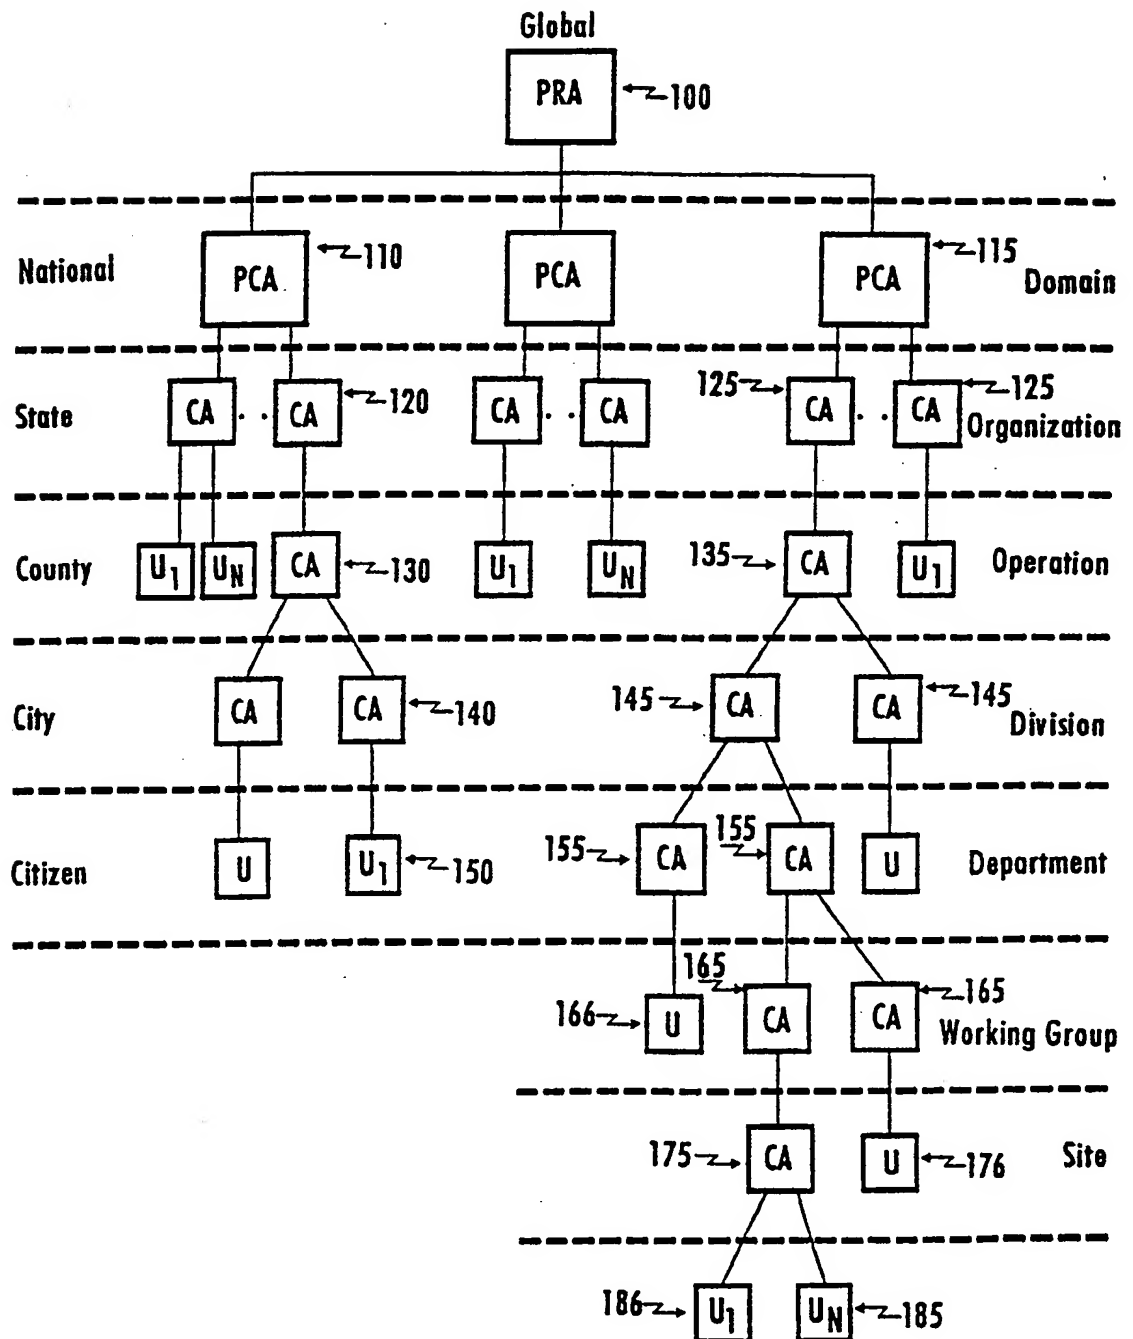 Global
PRA 100
National PCA 110 PCA PCA 115 Domain
State CA . . CA 120 CA . . CA 125 CA . . CA 125 Organization
County U1 UN CA 130 U1 UN 135 CA U1 Operation
City CA CA 140 145 CA CA 145 Division
Citizen U U1 150 155 CA 155 CA U Department
166 U 165 CA CA 165 Working Group
175 CA U 176 Site
186 U1 UN 185